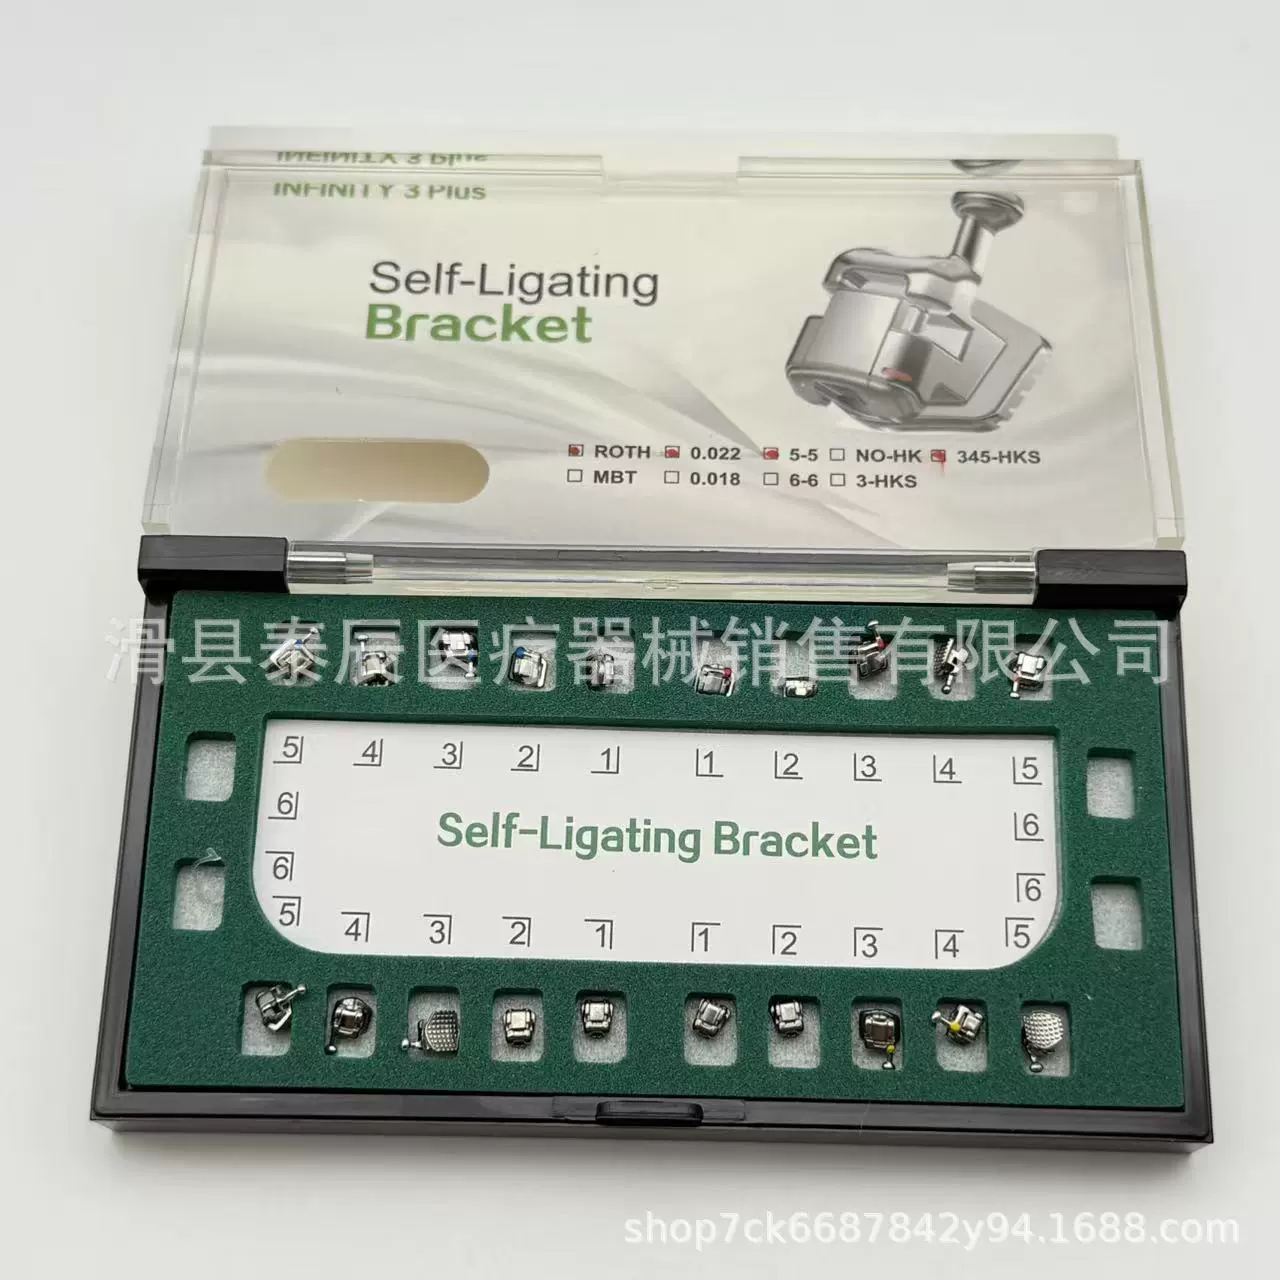 INFINITY 3 Plus
INFINITY 3 Plus
Self-Ligating
Bracket
ROTH 0.022 5-5 NO-HK 345-HKS
MBT 0.018 6-6 3-HKS
滑县泰辰医疗器械销售有限公司
5 4 3 2 1 1 2 3 4 5
6 6
Self-Ligating Bracket
6 6
5 4 3 2 1 1 2 3 4 5
shop7ck6687842y94.1688.com